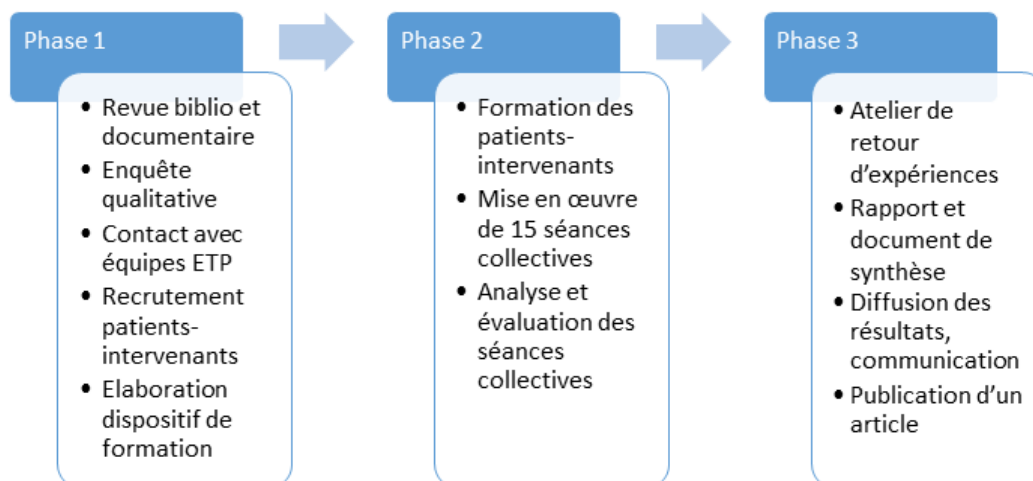 Phase 1
• Revue biblio et
documentaire
• Enquête
qualitative
• Contact avec
équipes ETP
• Recrutement
patients-
intervenants
• Elaboration
dispositif de
formation
Phase 2
• Formation des
patients-
intervenants
• Mise en œuvre
de 15 séances
collectives
• Analyse et
évaluation des
séances
collectives
Phase 3
• Atelier de
retour
d’expériences
• Rapport et
document de
synthèse
• Diffusion des
résultats,
communication
• Publication d’un
article